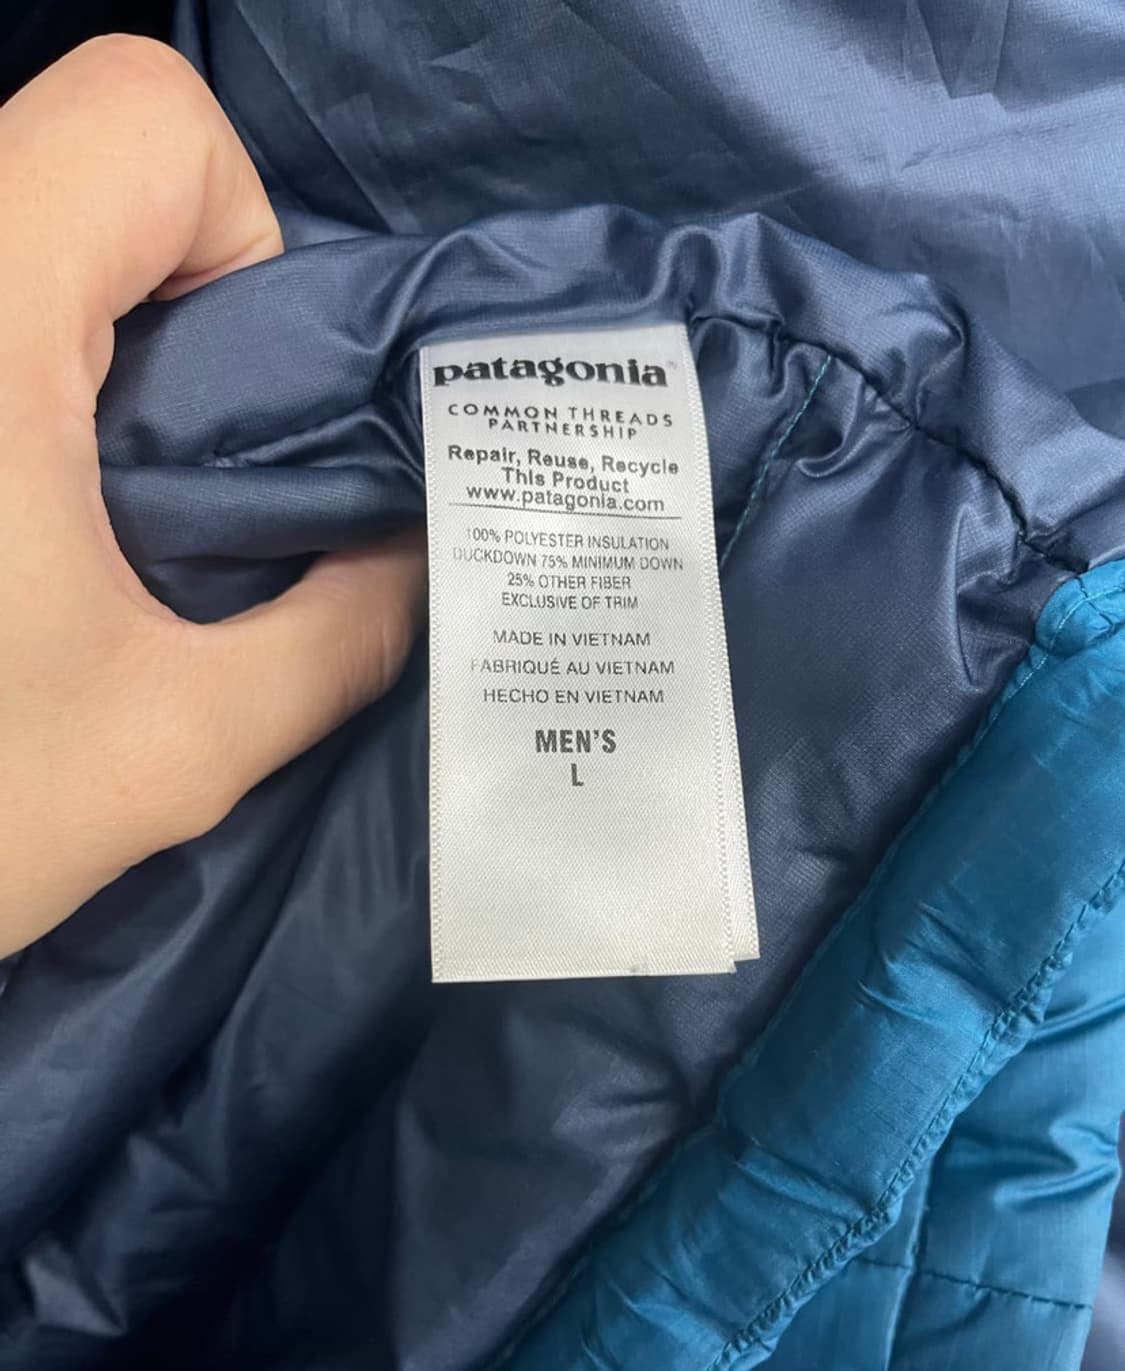 patagonia®
COMMON THREADS
PARTNERSHIP
Repair, Reuse, Recycle
This Product
www.patagonia.com
100% POLYESTER INSULATION
DUCKDOWN 75% MINIMUM DOWN
25% OTHER FIBER
EXCLUSIVE OF TRIM
MADE IN VIETNAM
FABRIQUÉ AU VIETNAM
HECHO EN VIETNAM
MEN'S
L